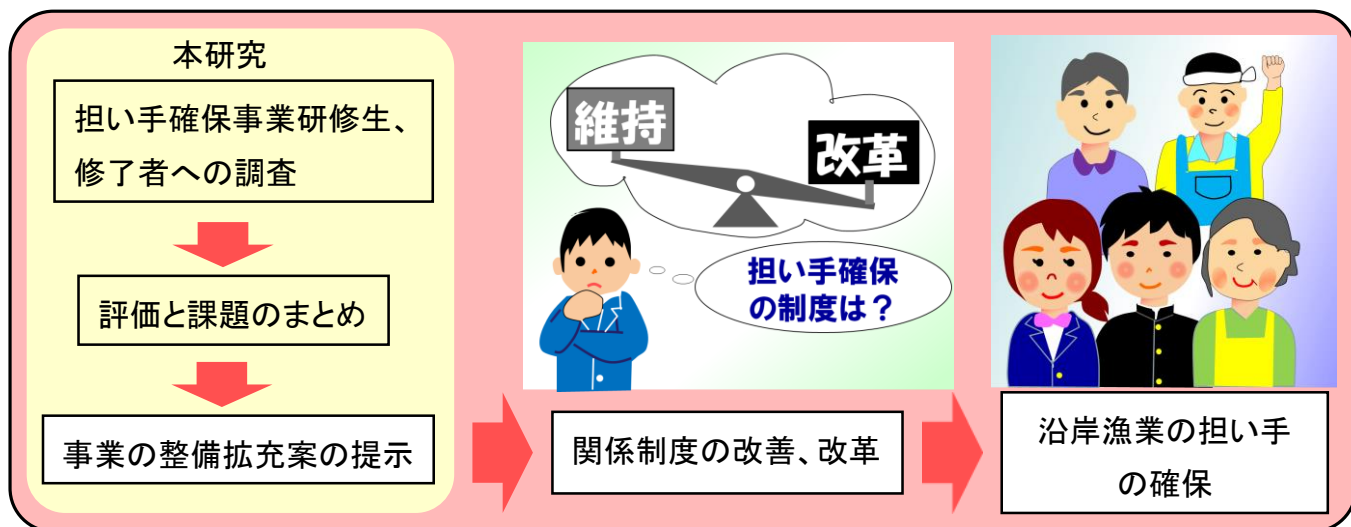 本研究
担い手確保事業研修生、
修了者への調査
評価と課題のまとめ
事業の整備拡充案の提示
維持
改革
担い手確保
の制度は?
関係制度の改善、改革
沿岸漁業の担い手
の確保